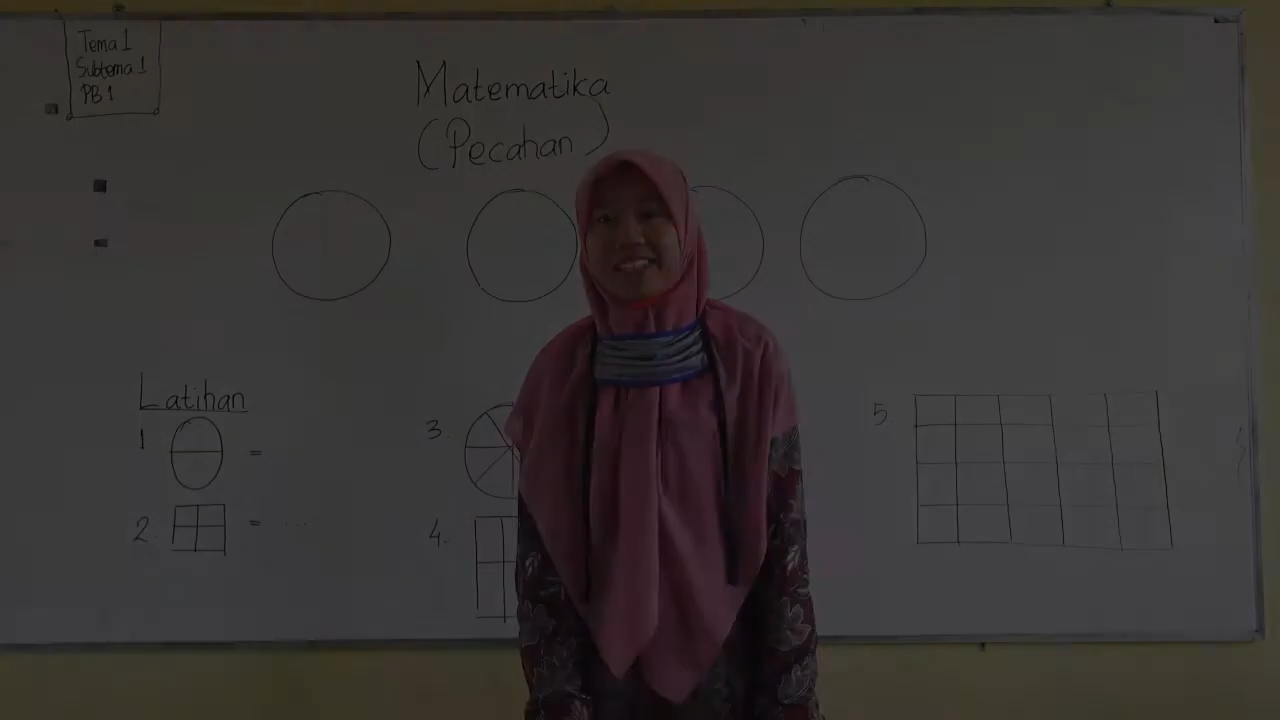 Tema 1
Subtema 1
PB 1
Matematika
(Pecahan)
Latihan
1 =
2. = ....
3.
4.
5